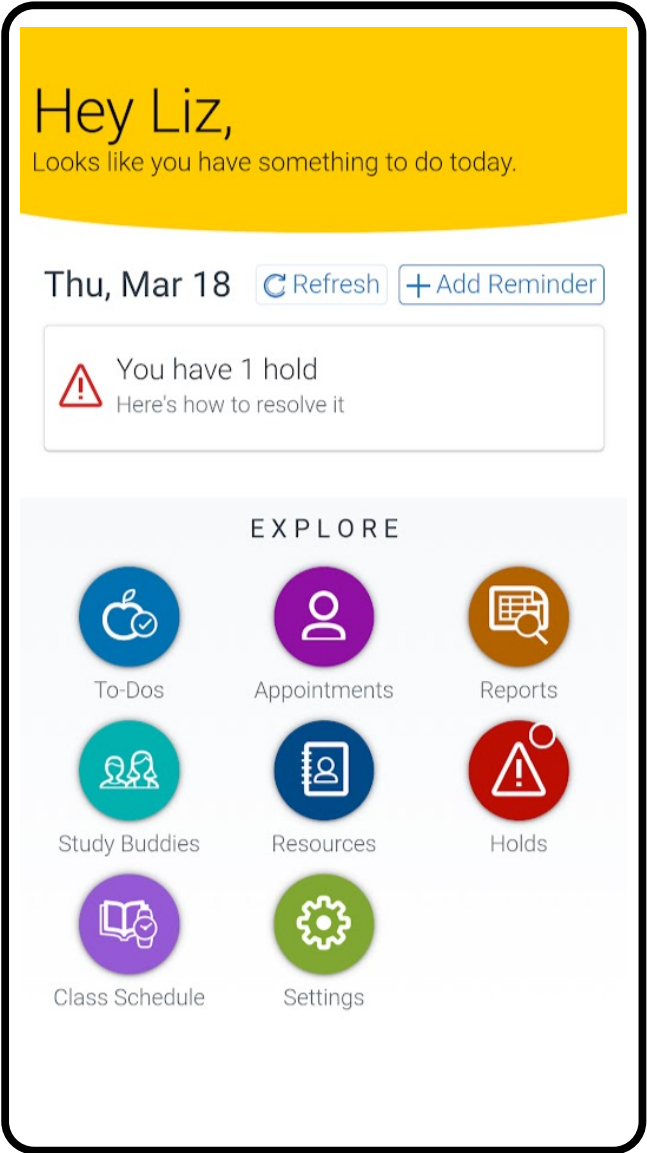 Hey Liz,
Looks like you have something to do today.
Thu, Mar 18 Refresh Add Reminder
You have 1 hold
Here's how to resolve it
EXPLORE
To-Dos Appointments Reports
Study Buddies Resources Holds
Class Schedule Settings